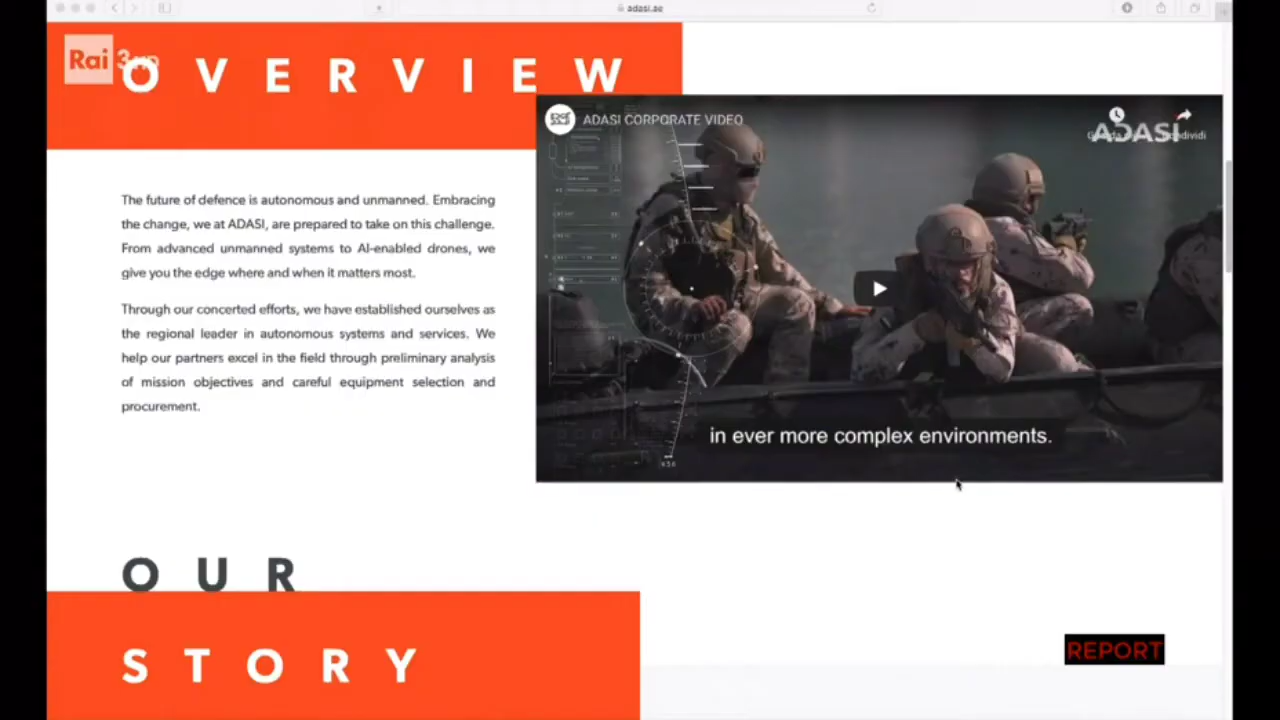 adasi.ae
Rai 3
OVERVIEW
ADASI CORPORATE VIDEO
ADASI
The future of defence is autonomous and unmanned. Embracing
the change, we at ADASI, are prepared to take on this challenge.
From advanced unmanned systems to AI-enabled drones, we
give you the edge where and when it matters most.
Through our concerted efforts, we have established ourselves as
the regional leader in autonomous systems and services. We
help our partners excel in the field through preliminary analysis
of mission objectives and careful equipment selection and
procurement.
in ever more complex environments.
OUR
STORY
REPORT